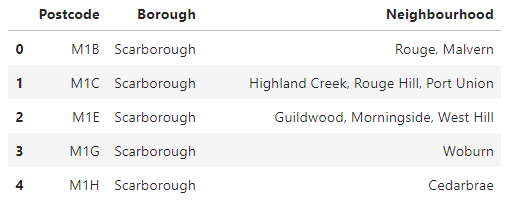 Postcode Borough Neighbourhood
0 M1B Scarborough Rouge, Malvern
1 M1C Scarborough Highland Creek, Rouge Hill, Port Union
2 M1E Scarborough Guildwood, Morningside, West Hill
3 M1G Scarborough Woburn
4 M1H Scarborough Cedarbrae